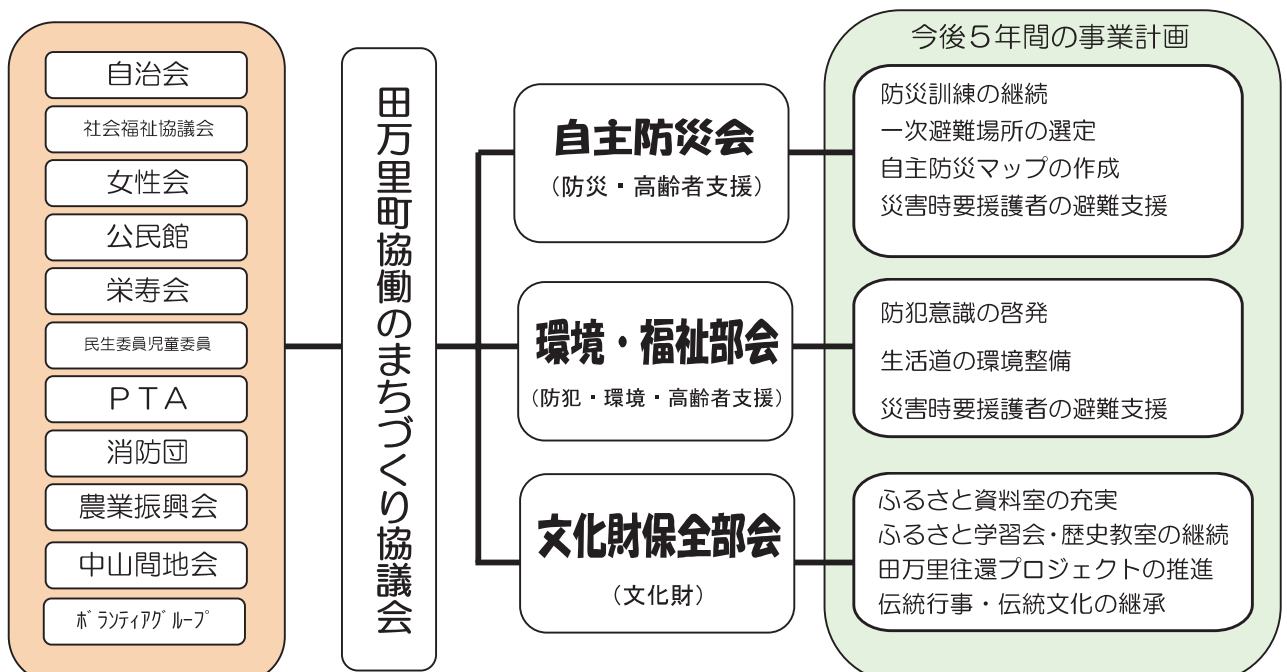 自治会
社会福祉協議会
女性会
公民館
栄寿会
民生委員児童委員
ＰＴＡ
消防団
農業振興会
中山間地会
ﾎﾞﾗﾝﾃｨｱｸﾞﾙｰﾌﾟ
田万里町協働のまちづくり協議会
自主防災会
（防災・高齢者支援）
環境・福祉部会
（防犯・環境・高齢者支援）
文化財保全部会
（文化財）
今後５年間の事業計画
防災訓練の継続
一次避難場所の選定
自主防災マップの作成
災害時要援護者の避難支援
防犯意識の啓発
生活道の環境整備
災害時要援護者の避難支援
ふるさと資料室の充実
ふるさと学習会・歴史教室の継続
田万里往還プロジェクトの推進
伝統行事・伝統文化の継承